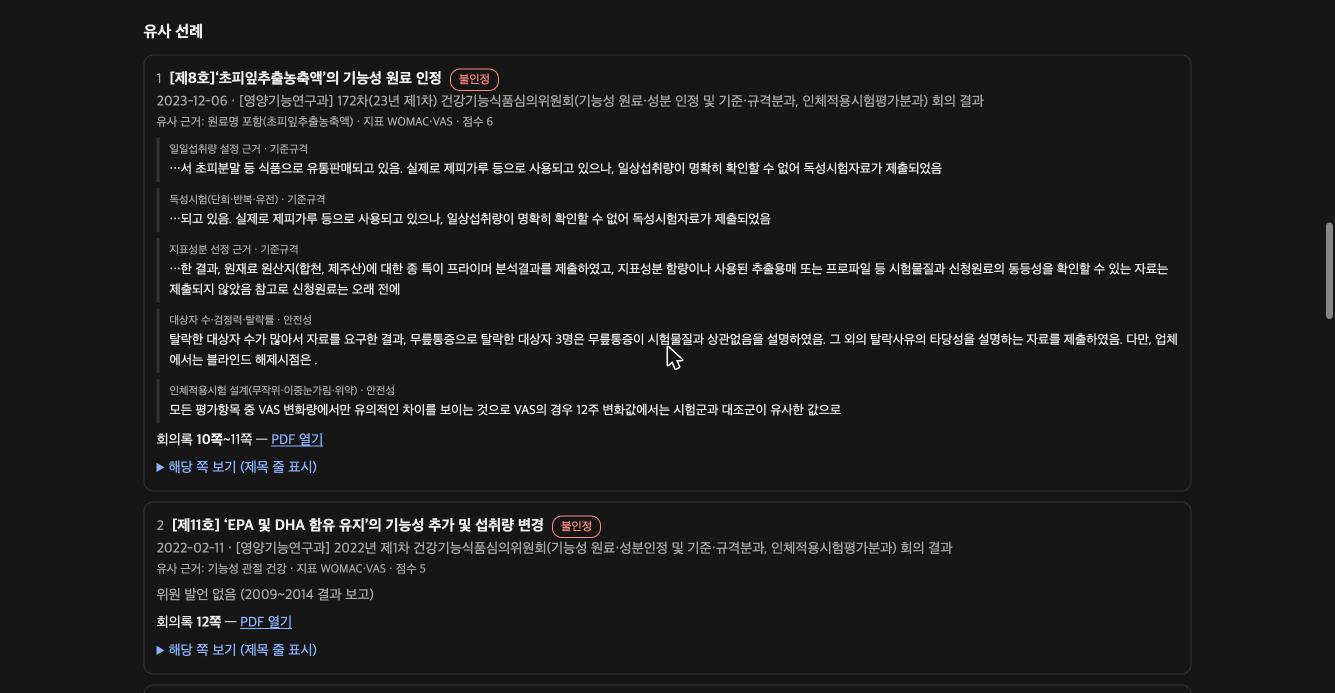 유사 선례
1 [제8호]‘초피잎추출농축액’의 기능성 원료 인정 불인정
2023-12-06 · [영양기능연구과] 172차(23년 제1차) 건강기능식품심의위원회(기능성 원료·성분 인정 및 기준·규격분과, 인체적용시험평가분과) 회의 결과
유사 근거: 원료명 포함(초피잎추출농축액) · 지표 WOMAC·VAS · 점수 6
일일섭취량 설정 근거 · 기준규격
…서 초피분말 등 식품으로 유통판매되고 있음. 실제로 제피가루 등으로 사용되고 있으나, 일상섭취량이 명확히 확인할 수 없어 독성시험자료가 제출되었음
독성시험(단회·반복·유전) · 기준규격
…되고 있음. 실제로 제피가루 등으로 사용되고 있으나, 일상섭취량이 명확히 확인할 수 없어 독성시험자료가 제출되었음
지표성분 선정 근거 · 기준규격
…한 결과, 원재료 원산지(합천, 제주산)에 대한 종 특이 프라이머 분석결과를 제출하였고, 지표성분 함량이나 사용된 추출용매 또는 프로파일 등 시험물질과 신청원료의 동등성을 확인할 수 있는 자료는
제출되지 않았음 참고로 신청원료는 오래 전에
대상자 수·검정력·탈락률 · 안전성
탈락한 대상자 수가 많아서 자료를 요구한 결과, 무릎통증으로 탈락한 대상자 3명은 무릎통증이 시험물질과 상관없음을 설명하였음. 그 외의 탈락사유의 타당성을 설명하는 자료를 제출하였음. 다만, 업체
에서는 블라인드 해제시점은 .
인체적용시험 설계(무작위·이중눈가림·위약) · 안전성
모든 평가항목 중 VAS 변화량에서만 유의적인 차이를 보이는 것으로 VAS의 경우 12주 변화값에서는 시험군과 대조군이 유사한 값으로
회의록 10쪽~11쪽 — PDF 열기
▶ 해당 쪽 보기 (제목 줄 표시)
2 [제11호] ‘EPA 및 DHA 함유 유지’의 기능성 추가 및 섭취량 변경 불인정
2022-02-11 · [영양기능연구과] 2022년 제1차 건강기능식품심의위원회(기능성 원료·성분인정 및 기준·규격분과, 인체적용시험평가분과) 회의 결과
유사 근거: 기능성 관절 건강 · 지표 WOMAC·VAS · 점수 5
위원 발언 없음 (2009~2014 결과 보고)
회의록 12쪽 — PDF 열기
▶ 해당 쪽 보기 (제목 줄 표시)